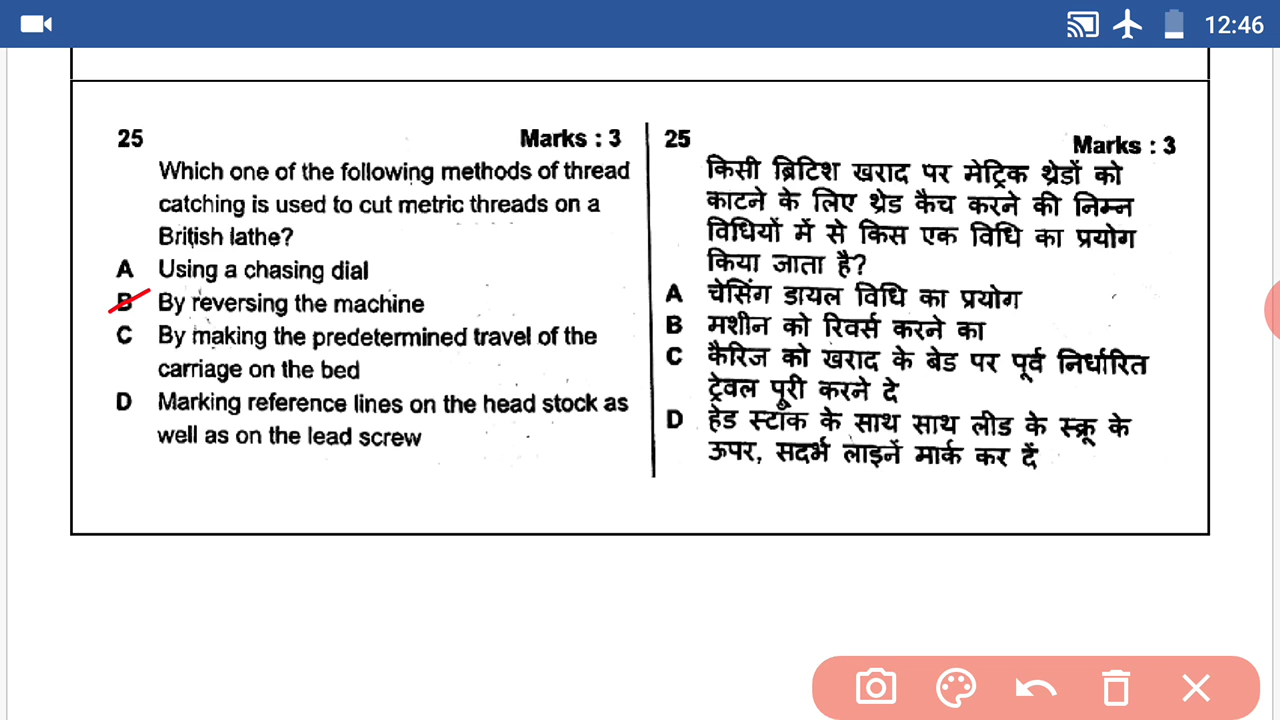 12:46
25 Marks : 3
Which one of the following methods of thread
catching is used to cut metric threads on a
British lathe?
A Using a chasing dial
B By reversing the machine
C By making the predetermined travel of the
carriage on the bed
D Marking reference lines on the head stock as
well as on the lead screw
25 Marks : 3
किसी ब्रिटिश खराद पर मेट्रिक थ्रेडों को
काटने के लिए थ्रेड कैच करने की निम्न
विधियों में से किस एक विधि का प्रयोग
किया जाता है?
A चेसिंग डायल विधि का प्रयोग
B मशीन को रिवर्स करने का
C कैरिज को खराद के बेड पर पूर्व निर्धारित
ट्रेवल पूरी करने दे
D हेड स्टॉक के साथ साथ लीड के स्क्रू के
ऊपर, सदर्भ लाइनें मार्क कर दें